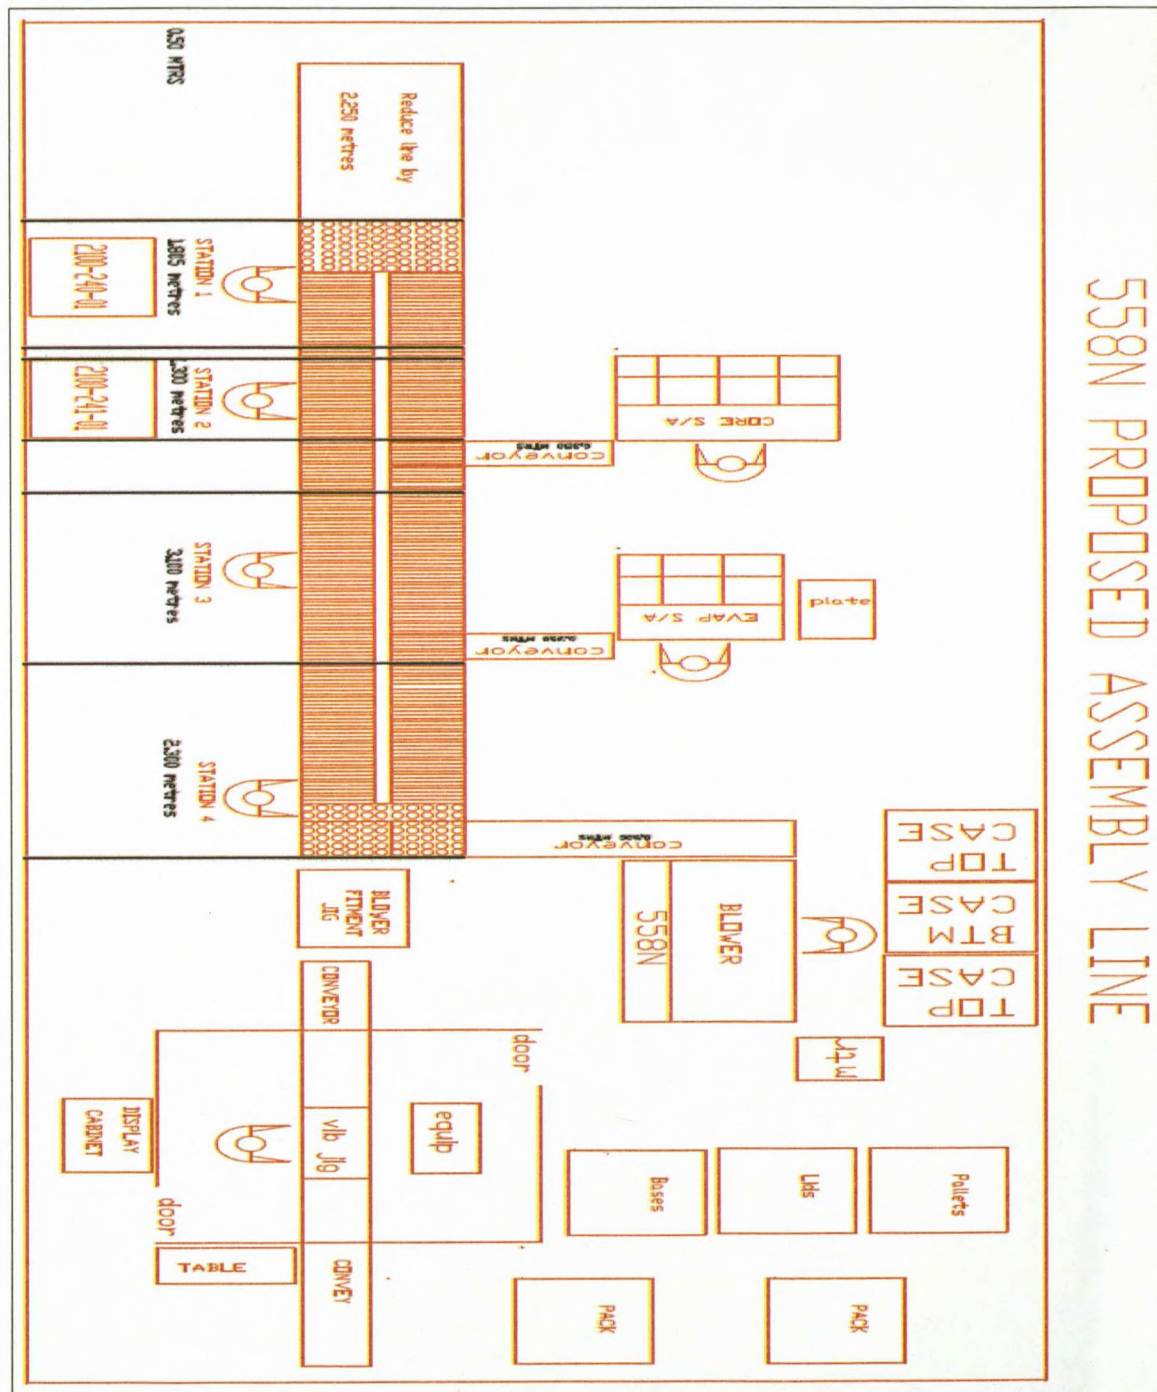 558N PROPOSED ASSEMBLY LINE
0.50 MTRS
Reduce line by
2.250 metres
STATION 1
1.805 metres
2100-240-01
STATION 2
1.300 metres
2100-241-01
STATION 3
3.100 metres
STATION 4
2.300 metres
CORE S/A
conveyor
EVAP S/A
conveyor
plate
conveyor
TOP
CASE
BTM
CASE
TOP
CASE
BLOWER
558N
BLOWER
FITMENT
JIG
CONVEYOR
door
equip
vib jig
DISPLAY
CABINET
door
TABLE
CONVEY
Bases
Lids
Pallets
PACK
PACK